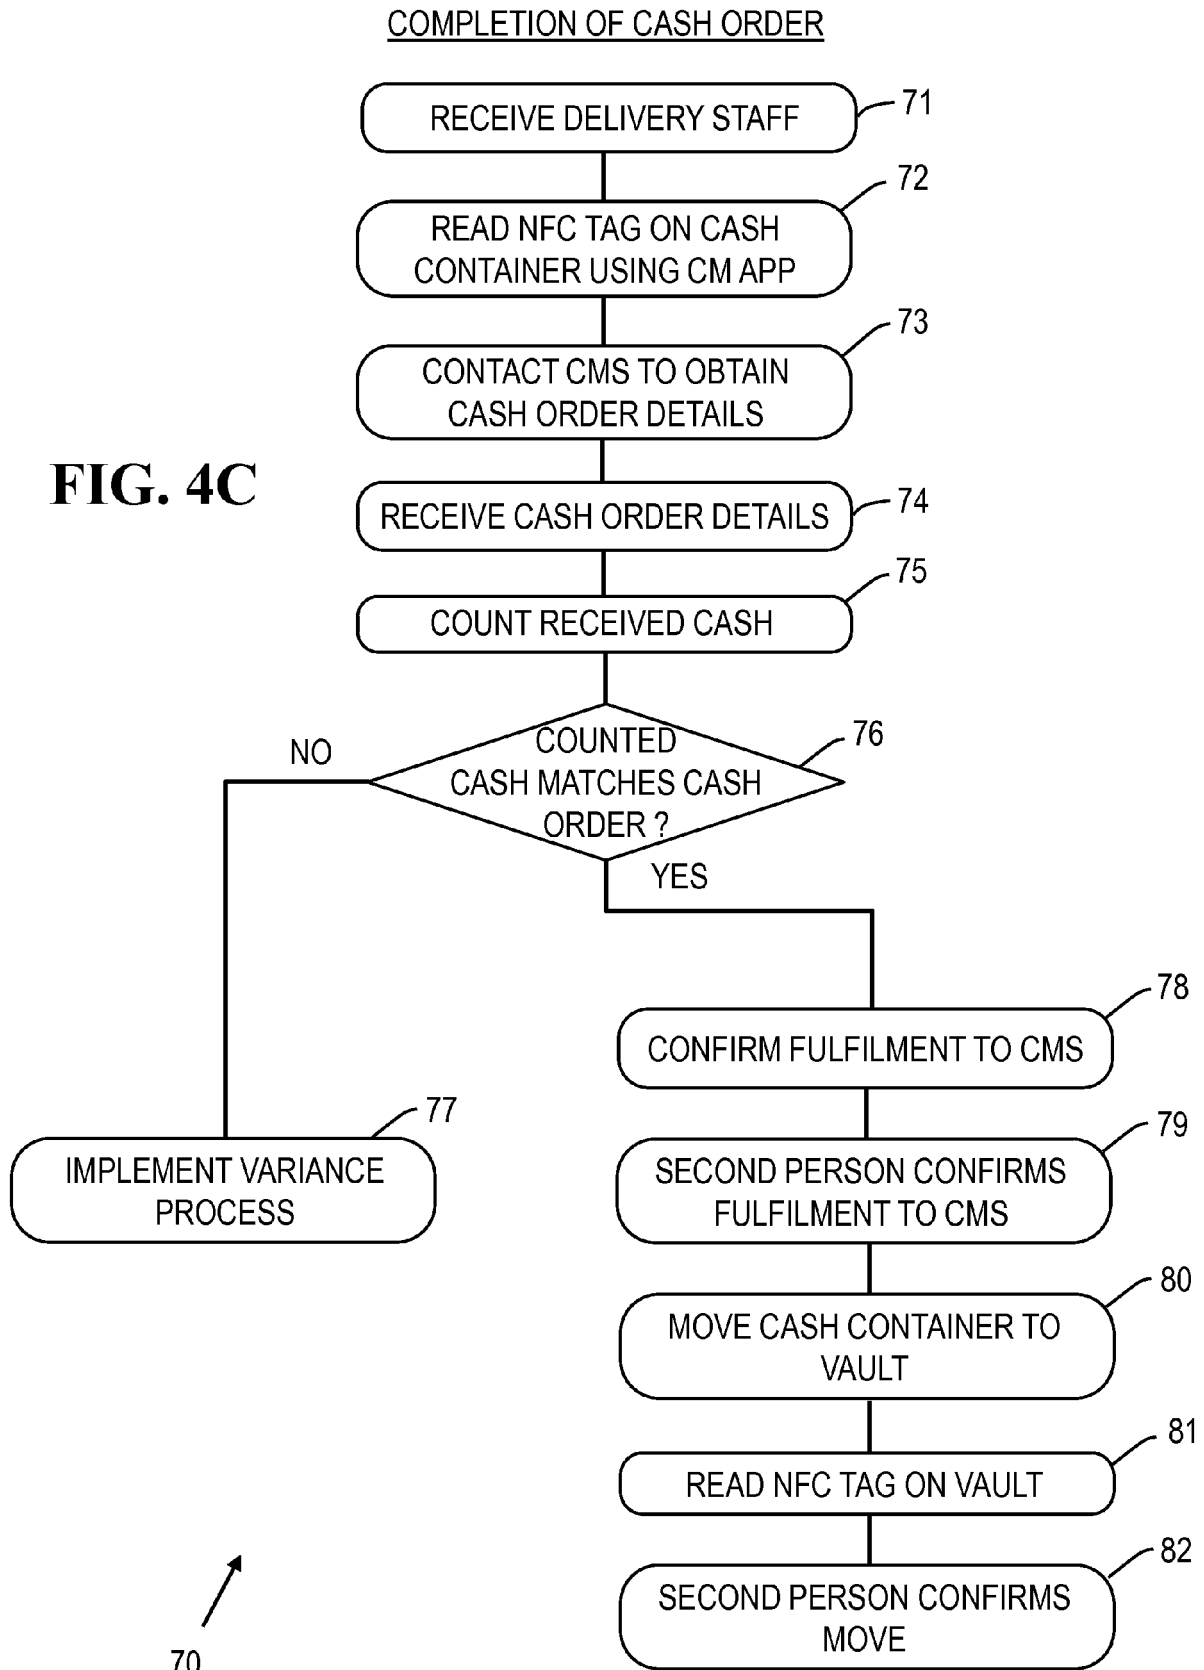 COMPLETION OF CASH ORDER
RECEIVE DELIVERY STAFF
71
READ NFC TAG ON CASH
CONTAINER USING CM APP
72
CONTACT CMS TO OBTAIN
CASH ORDER DETAILS
73
FIG. 4C
RECEIVE CASH ORDER DETAILS
74
COUNT RECEIVED CASH
75
COUNTED
CASH MATCHES CASH
ORDER ?
76
NO
YES
CONFIRM FULFILMENT TO CMS
78
IMPLEMENT VARIANCE
PROCESS
77
SECOND PERSON CONFIRMS
FULFILMENT TO CMS
79
MOVE CASH CONTAINER TO
VAULT
80
READ NFC TAG ON VAULT
81
SECOND PERSON CONFIRMS
MOVE
82
70